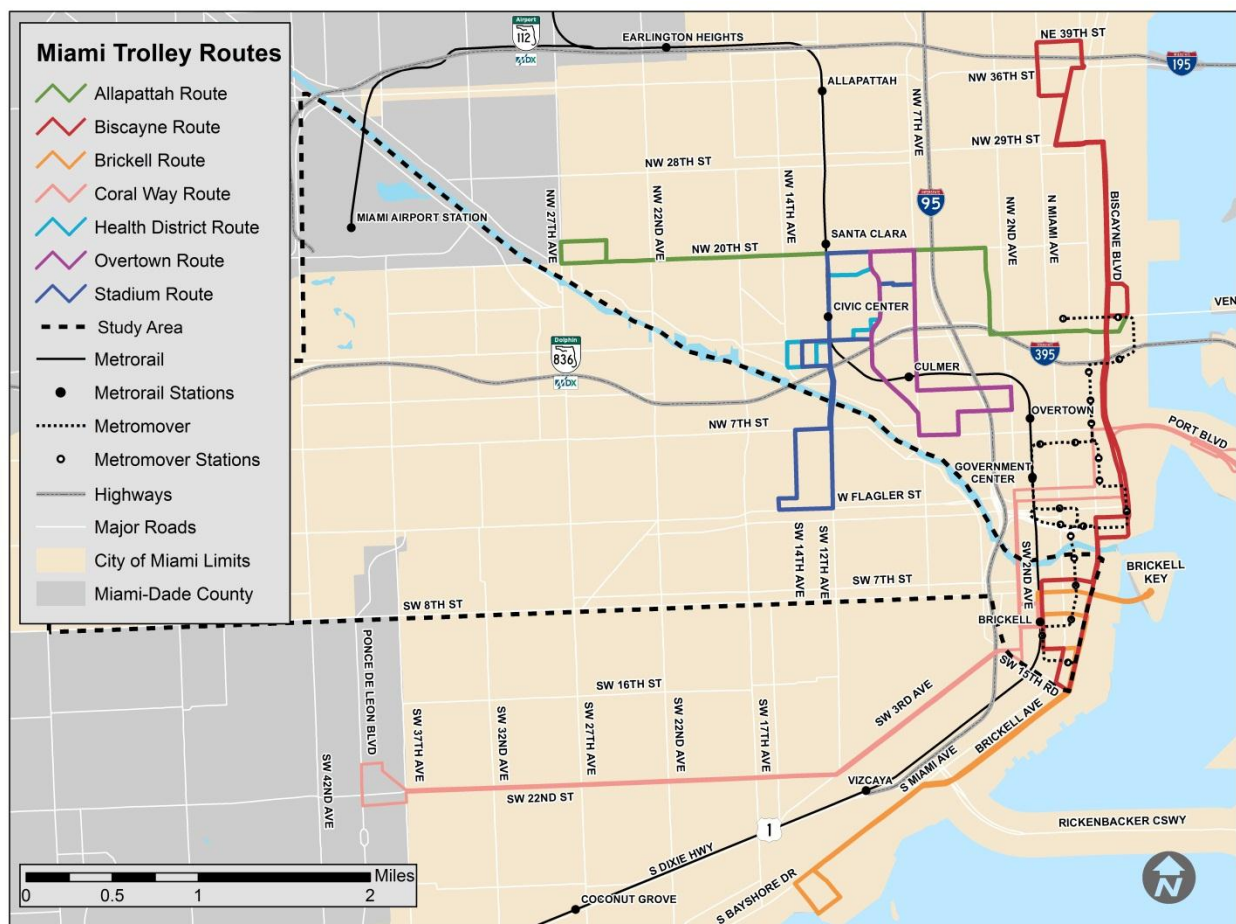 Miami Trolley Routes
Allapattah Route
Biscayne Route
Brickell Route
Coral Way Route
Health District Route
Overtown Route
Stadium Route
Study Area
Metrorail
Metrorail Stations
Metromover
Metromover Stations
Highways
Major Roads
City of Miami Limits
Miami-Dade County
Airport
112
EARLINGTON HEIGHTS
NE 39TH ST
195
NW 36TH ST
ALLAPATTAH
NW 7TH AVE
NW 29TH ST
NW 28TH ST
95
NW 27TH AVE
NW 22ND AVE
NW 14TH AVE
NW 2ND AVE
N MIAMI AVE
BISCAYNE BLVD
MIAMI AIRPORT STATION
SANTA CLARA
NW 20TH ST
CIVIC CENTER
VEN
Dolphin
836
395
CULMER
OVERTOWN
NW 7TH ST
PORT BLVD
GOVERNMENT
CENTER
W FLAGLER ST
SW 14TH AVE
SW 12TH AVE
SW 2ND AVE
BRICKELL
KEY
SW 7TH ST
SW 8TH ST
BRICKELL
PONCE DE LEON BLVD
SW 15TH RD
SW 16TH ST
SW 3RD AVE
BRICKELL AVE
SW 42ND AVE
SW 37TH AVE
SW 32ND AVE
SW 27TH AVE
SW 22ND AVE
SW 17TH AVE
S MIAMI AVE
VIZCAYA
SW 22ND ST
RICKENBACKER CSWY
1
S DIXIE HWY
S BAYSHORE DR
COCONUT GROVE
Miles
0 0.5 1 2
N